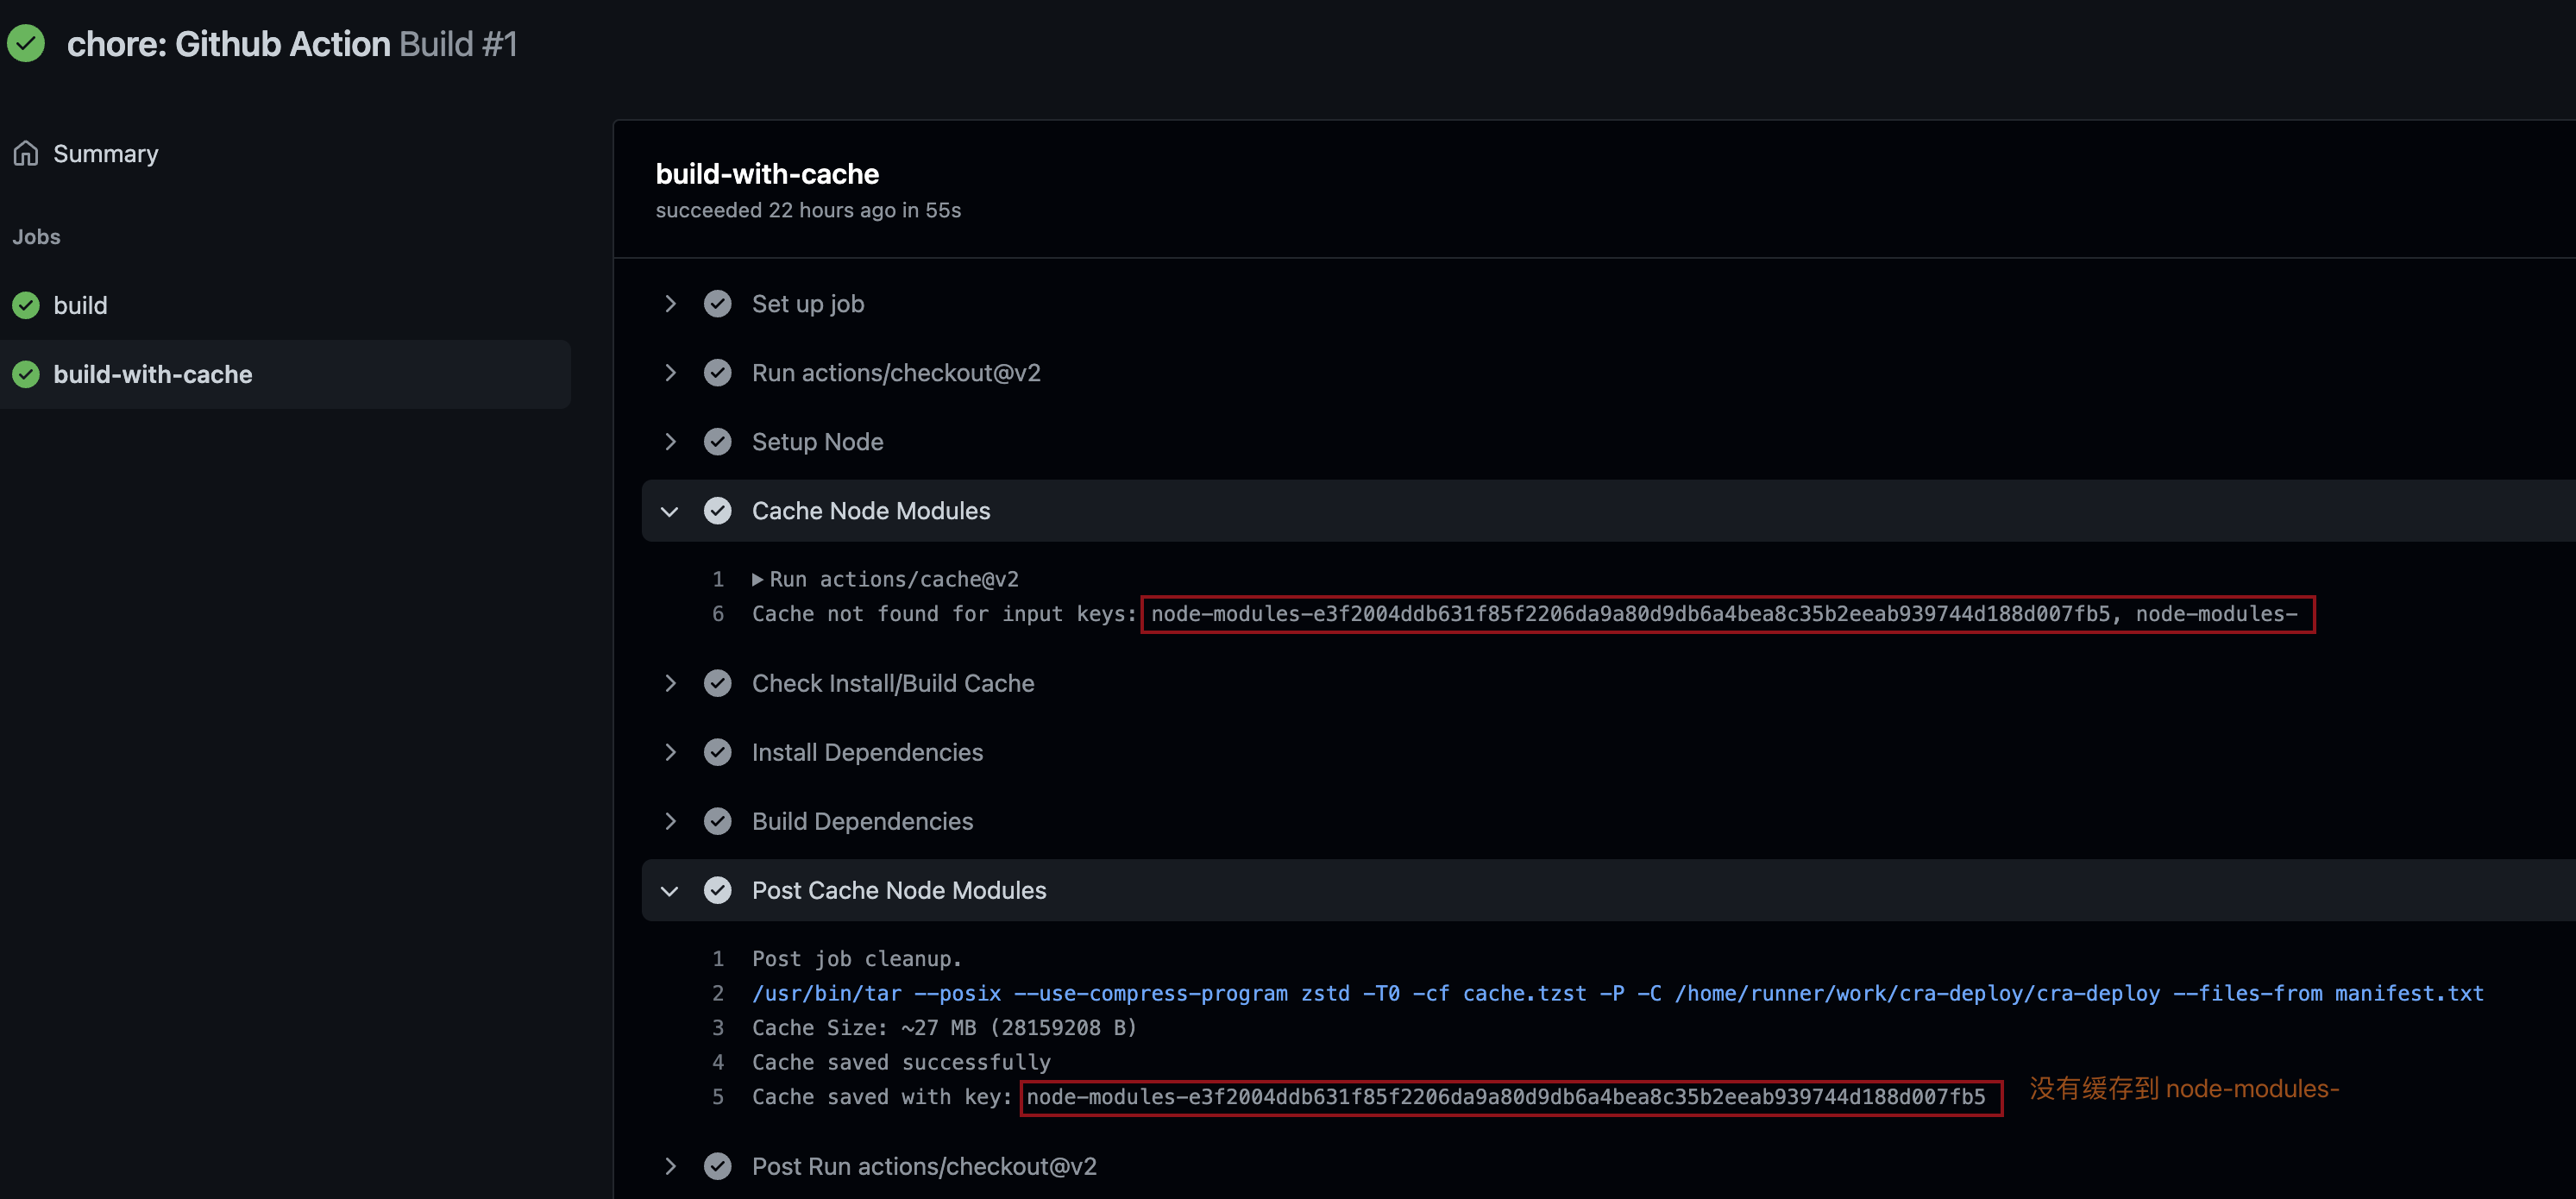 chore: Github Action Build #1
Summary
Jobs
build
build-with-cache
build-with-cache
succeeded 22 hours ago in 55s
Set up job
Run actions/checkout@v2
Setup Node
Cache Node Modules
1 Run actions/cache@v2
6 Cache not found for input keys: node-modules-e3f2004ddb631f85f2206da9a80d9db6a4bea8c35b2eeab939744d188d007fb5, node-modules-
Check Install/Build Cache
Install Dependencies
Build Dependencies
Post Cache Node Modules
1 Post job cleanup.
2 /usr/bin/tar --posix --use-compress-program zstd -T0 -cf cache.tzst -P -C /home/runner/work/cra-deploy/cra-deploy --files-from manifest.txt
3 Cache Size: ~27 MB (28159208 B)
4 Cache saved successfully
5 Cache saved with key: node-modules-e3f2004ddb631f85f2206da9a80d9db6a4bea8c35b2eeab939744d188d007fb5 没有缓存到 node-modules-
Post Run actions/checkout@v2